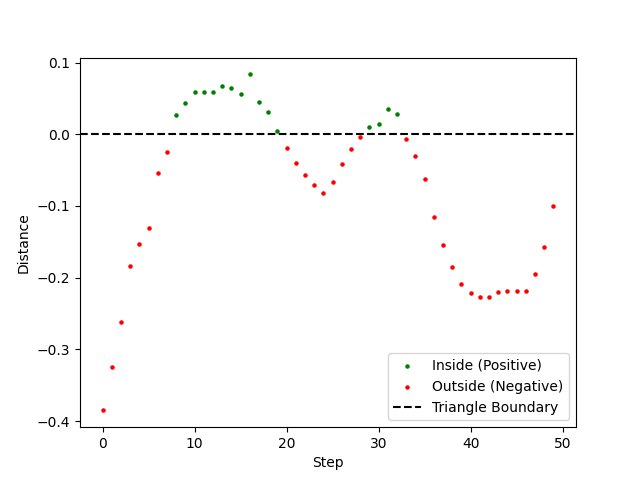 0.1
0.0
−0.1
−0.2
−0.3
−0.4
Distance
Inside (Positive)
Outside (Negative)
Triangle Boundary
0 10 20 30 40 50
Step